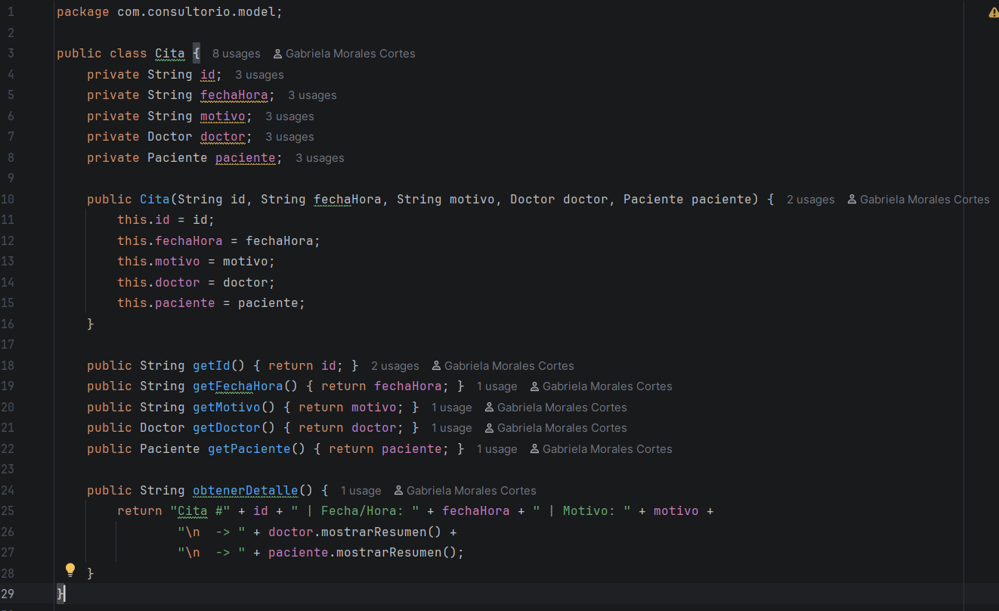 1 package com.consultorio.model;
2
3 public class Cita { 8 usages Gabriela Morales Cortes
4     private String id; 3 usages
5     private String fechaHora; 3 usages
6     private String motivo; 3 usages
7     private Doctor doctor; 3 usages
8     private Paciente paciente; 3 usages
9
10     public Cita(String id, String fechaHora, String motivo, Doctor doctor, Paciente paciente) { 2 usages Gabriela Morales Cortes
11         this.id = id;
12         this.fechaHora = fechaHora;
13         this.motivo = motivo;
14         this.doctor = doctor;
15         this.paciente = paciente;
16     }
17
18     public String getId() { return id; } 2 usages Gabriela Morales Cortes
19     public String getFechaHora() { return fechaHora; } 1 usage Gabriela Morales Cortes
20     public String getMotivo() { return motivo; } 1 usage Gabriela Morales Cortes
21     public Doctor getDoctor() { return doctor; } 1 usage Gabriela Morales Cortes
22     public Paciente getPaciente() { return paciente; } 1 usage Gabriela Morales Cortes
23
24     public String obtenerDetalle() { 1 usage Gabriela Morales Cortes
25         return "Cita #" + id + " | Fecha/Hora: " + fechaHora + " | Motivo: " + motivo +
26                 "\n  -> " + doctor.mostrarResumen() +
27                 "\n  -> " + paciente.mostrarResumen();
28     }
29 }